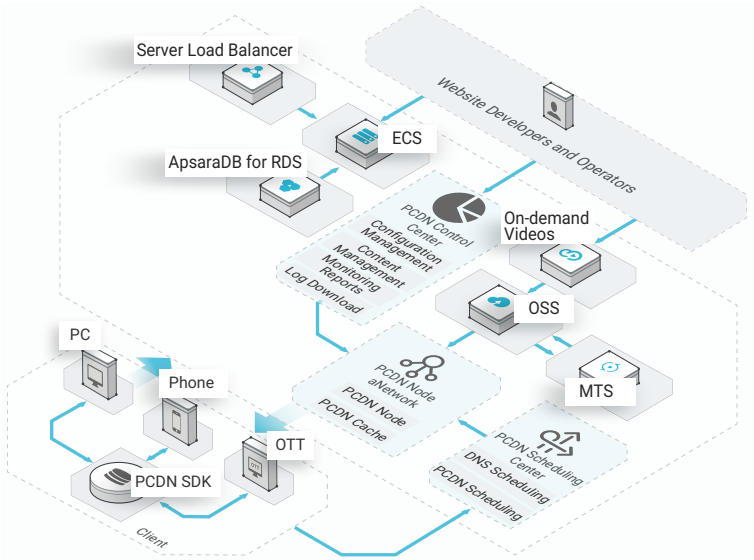 Server Load Balancer
Website Developers and Operators
ECS
ApsaraDB for RDS
PCDN Control
Center
Configuration
Management
Content
Management
Monitoring
Reports
Log Download
On-demand
Videos
OSS
MTS
PC
Phone
PCDN Node
aNetwork
PCDN Node
PCDN Cache
OTT
OTT
PCDN SDK
PCDN Scheduling
Center
DNS Scheduling
PCDN Scheduling
Client